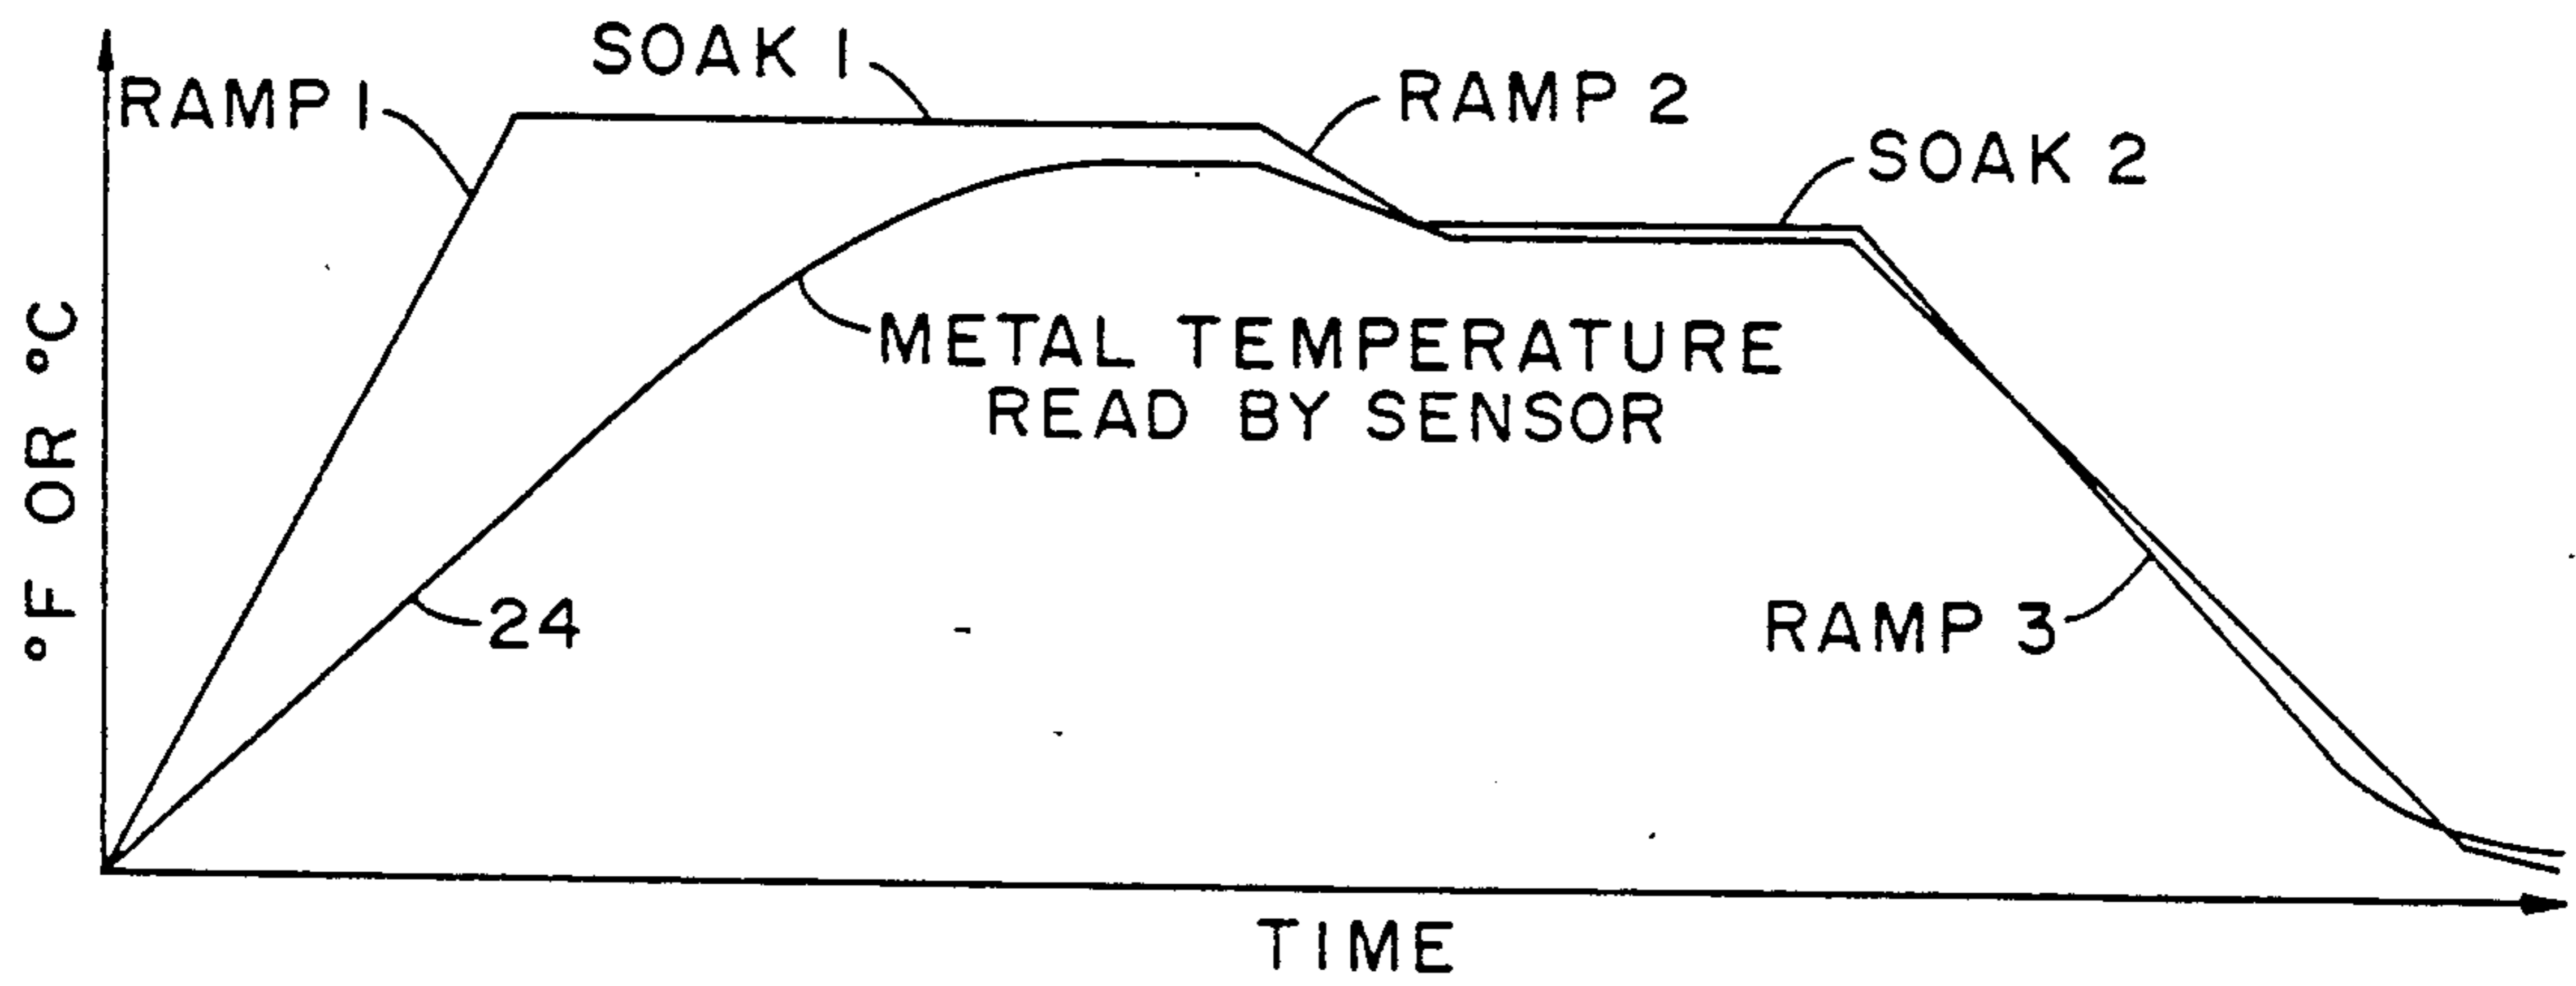 SOAK 1
RAMP 1
RAMP 2
SOAK 2
METAL TEMPERATURE
READ BY SENSOR
°F OR °C
24
RAMP 3
TIME